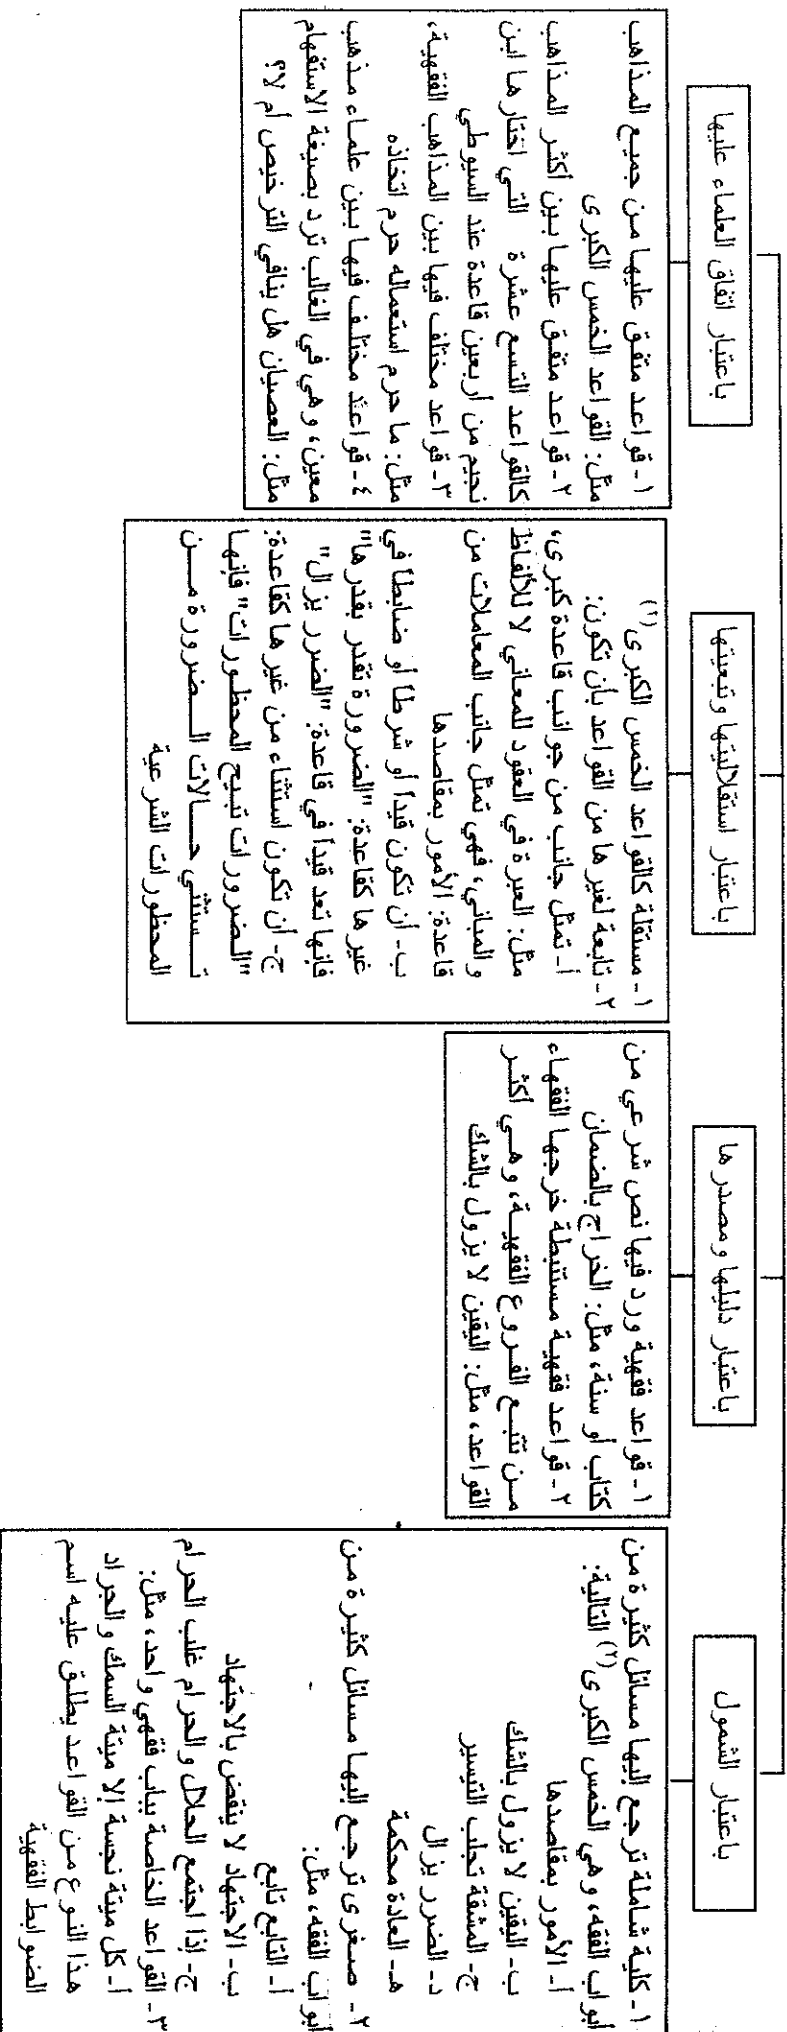 باعتبار الشمول
١- كلية شاملة ترجع إليها مسائل كثيرة من
أبواب الفقه، وهي الخمس الكبرى(٢) التالية:
أ- الأمور بمقاصدها
ب- اليقين لا يزول بالشك
ج- المشقة تجلب التيسير
د- الضرر يزال
هـ- العادة محكمة
٢- صغرى ترجع إليها مسائل كثيرة من
أبواب الفقه، مثل:
أ- التابع تابع
ب- الاجتهاد لا ينقض بالاجتهاد
ج- إذا اجتمع الحلال والحرام غلب الحرام
٣- القواعد الخاصة بباب فقهي واحد، مثل:
أ- كل ميتة نجسة إلا ميتة السمك والجراد
هذا النوع من القواعد يطلق عليه اسم
الضوابط الفقهية
باعتبار دليلها ومصدرها
١- قواعد فقهية ورد فيها نص شرعي من
كتاب أو سنة، مثل: الخراج بالضمان
٢- قواعد فقهية مستنبطة خرجها الفقهاء
من تتبع الفروع الفقهية، وهي أكثر
القواعد، مثل: اليقين لا يزول بالشك
باعتبار استقلاليتها وتبعيتها
١- مستقلة كالقواعد الخمس الكبرى(١)
٢- تابعة لغيرها من القواعد بأن تكون:
أ- تمثل جانب من جوانب قاعدة كبرى،
مثل: العبرة في العقود للمعاني لا للألفاظ
والمباني، فهي تمثل جانب المعاملات من
قاعدة: الأمور بمقاصدها
ب- أن تكون قيداً أو شرطاً أو ضابطاً في
غيرها كقاعدة: "الضرورة تقدر بقدرها"
فإنها تعد قيداً في قاعدة: "الضرر يزال"
ج- أن تكون استثناء من غيرها كقاعدة:
"الضرورات تبيح المحظورات" فإنها
تستثني حالات الضرورة من
المحظورات الشرعية
باعتبار اتفاق العلماء عليها
١- قواعد متفق عليها من جميع المذاهب
مثل: القواعد الخمس الكبرى
٢- قواعد متفق عليها بين أكثر المذاهب
كالقواعد التسع عشرة التي اختارها ابن
نجيم من أربعين قاعدة عند السيوطي
٣- قواعد مختلف فيها بين المذاهب الفقهية،
مثل: ما حرم استعماله حرم اتخاذه
٤- قواعد مختلف فيها بين علماء مذهب
معين، وهي في الغالب ترد بصيغة الاستفهام
مثل: العصيان هل ينافي الترخيص أم لا؟